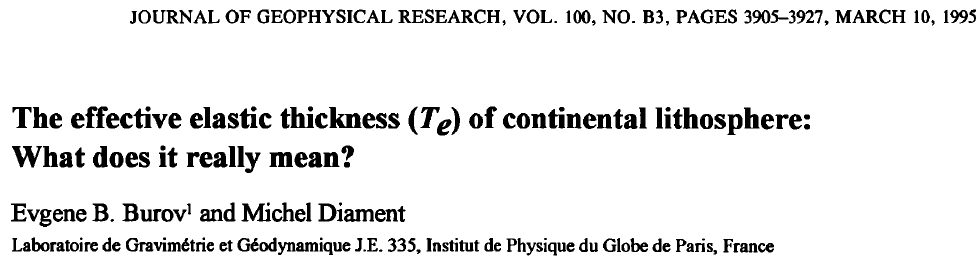 JOURNAL OF GEOPHYSICAL RESEARCH, VOL. 100, NO. B3, PAGES 3905–3927, MARCH 10, 1995
The effective elastic thickness (Te) of continental lithosphere:
What does it really mean?
Evgene B. Burov¹ and Michel Diament
Laboratoire de Gravimétrie et Géodynamique J.E. 335, Institut de Physique du Globe de Paris, France